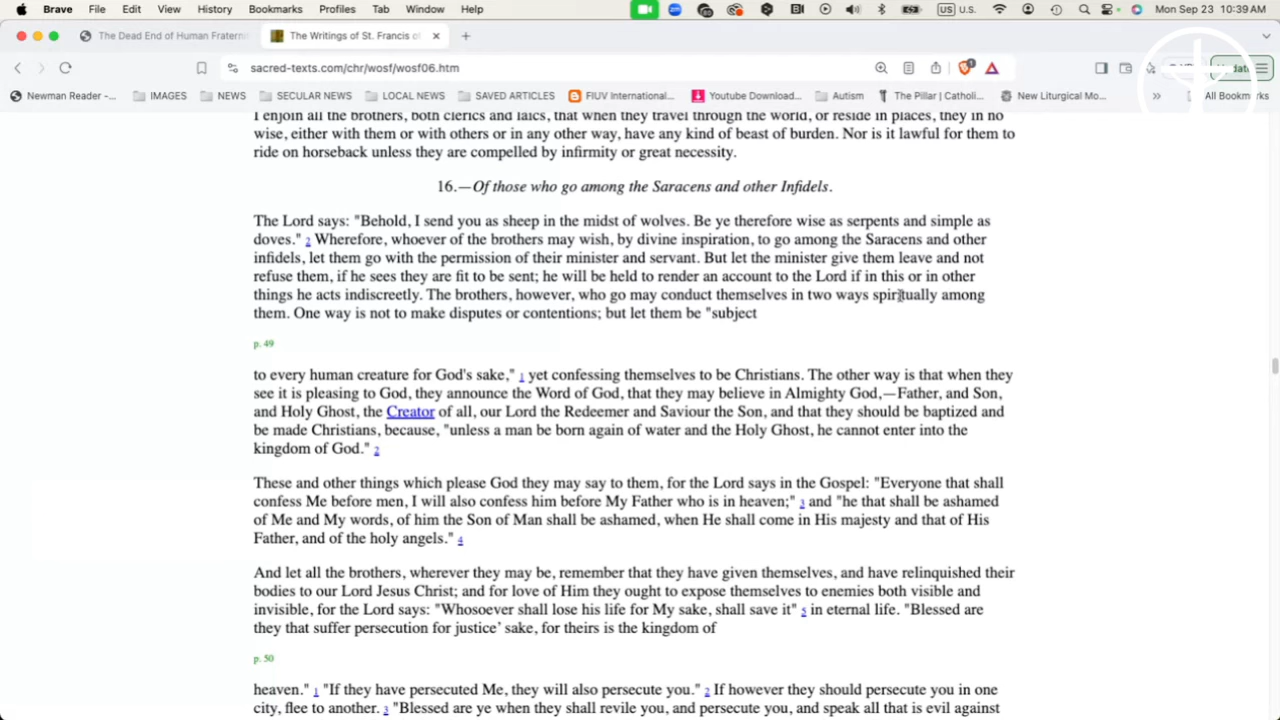 Brave File Edit View History Bookmarks Profiles Tab Window Help US U.S. Mon Sep 23 10:39 AM
The Dead End of Human Fraterni The Writings of St. Francis of
sacred-texts.com/chr/wosf/wosf06.htm
Newman Reader -... IMAGES NEWS SECULAR NEWS LOCAL NEWS SAVED ARTICLES FIUV International... Youtube Download... Autism The Pillar | Catholi... New Liturgical Mo... » All Bookmarks
I enjoin all the brothers, both clerics and laics, that when they travel through the world, or reside in places, they in no
wise, either with them or with others or in any other way, have any kind of beast of burden. Nor is it lawful for them to
ride on horseback unless they are compelled by infirmity or great necessity.
16.—Of those who go among the Saracens and other Infidels.
The Lord says: "Behold, I send you as sheep in the midst of wolves. Be ye therefore wise as serpents and simple as
doves." 2 Wherefore, whoever of the brothers may wish, by divine inspiration, to go among the Saracens and other
infidels, let them go with the permission of their minister and servant. But let the minister give them leave and not
refuse them, if he sees they are fit to be sent; he will be held to render an account to the Lord if in this or in other
things he acts indiscreetly. The brothers, however, who go may conduct themselves in two ways spiritually among
them. One way is not to make disputes or contentions; but let them be "subject
p. 49
to every human creature for God's sake," 1 yet confessing themselves to be Christians. The other way is that when they
see it is pleasing to God, they announce the Word of God, that they may believe in Almighty God,—Father, and Son,
and Holy Ghost, the Creator of all, our Lord the Redeemer and Saviour the Son, and that they should be baptized and
be made Christians, because, "unless a man be born again of water and the Holy Ghost, he cannot enter into the
kingdom of God." 2
These and other things which please God they may say to them, for the Lord says in the Gospel: "Everyone that shall
confess Me before men, I will also confess him before My Father who is in heaven;" 3 and "he that shall be ashamed
of Me and My words, of him the Son of Man shall be ashamed, when He shall come in His majesty and that of His
Father, and of the holy angels." 4
And let all the brothers, wherever they may be, remember that they have given themselves, and have relinquished their
bodies to our Lord Jesus Christ; and for love of Him they ought to expose themselves to enemies both visible and
invisible, for the Lord says: "Whosoever shall lose his life for My sake, shall save it" 5 in eternal life. "Blessed are
they that suffer persecution for justice' sake, for theirs is the kingdom of
p. 50
heaven." 1 "If they have persecuted Me, they will also persecute you." 2 If however they should persecute you in one
city, flee to another. 3 "Blessed are ye when they shall revile you, and persecute you, and speak all that is evil against